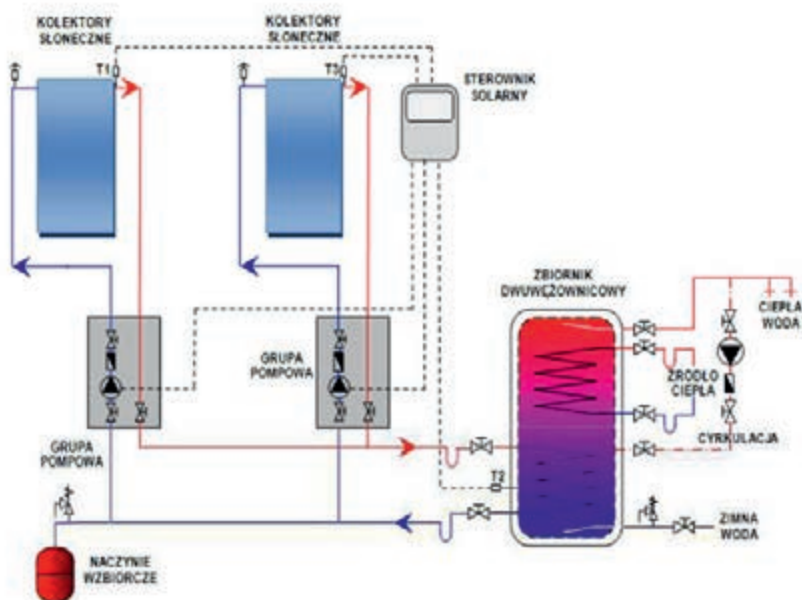 KOLEKTORY
SŁONECZNE
KOLEKTORY
SŁONECZNE
T1
T3
STEROWNIK
SOLARNY
ZBIORNIK
DWUWĘŻOWNICOWY
CIEPŁA
WODA
GRUPA
POMPOWA
ŹRÓDŁO
CIEPŁA
CYRKULACJA
GRUPA
POMPOWA
T2
ZIMNA
WODA
NACZYNIE
WZBIORCZE